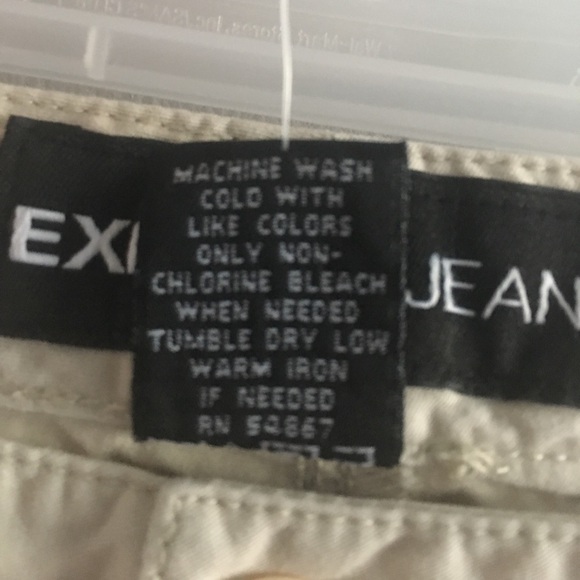 MACHINE WASH
COLD WITH
LIKE COLORS
ONLY NON-
CHLORINE BLEACH
WHEN NEEDED
TUMBLE DRY LOW
WARM IRON
IF NEEDED
RN 54867
EX
JEAN